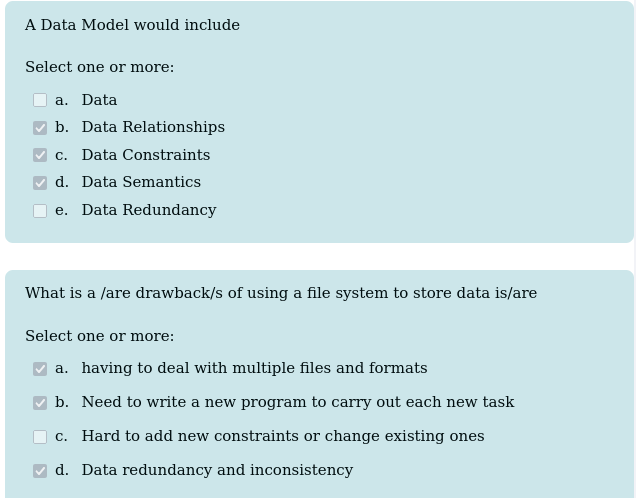 A Data Model would include
Select one or more:
a. Data
b. Data Relationships
c. Data Constraints
d. Data Semantics
e. Data Redundancy
What is a /are drawback/s of using a file system to store data is/are
Select one or more:
a. having to deal with multiple files and formats
b. Need to write a new program to carry out each new task
c. Hard to add new constraints or change existing ones
d. Data redundancy and inconsistency